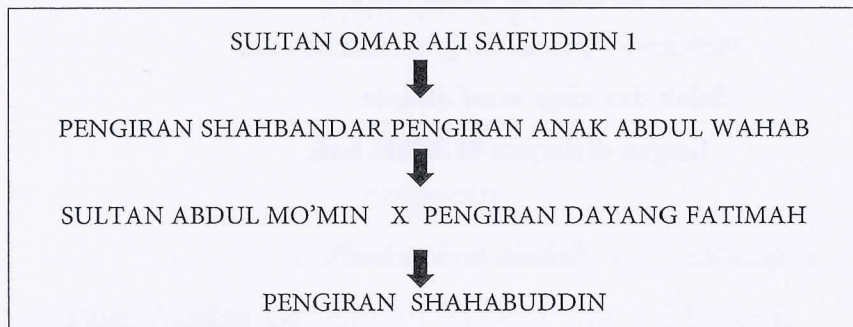 SULTAN OMAR ALI SAIFUDDIN 1
PENGIRAN SHAHBANDAR PENGIRAN ANAK ABDUL WAHAB
SULTAN ABDUL MO’MIN X PENGIRAN DAYANG FATIMAH
PENGIRAN SHAHABUDDIN